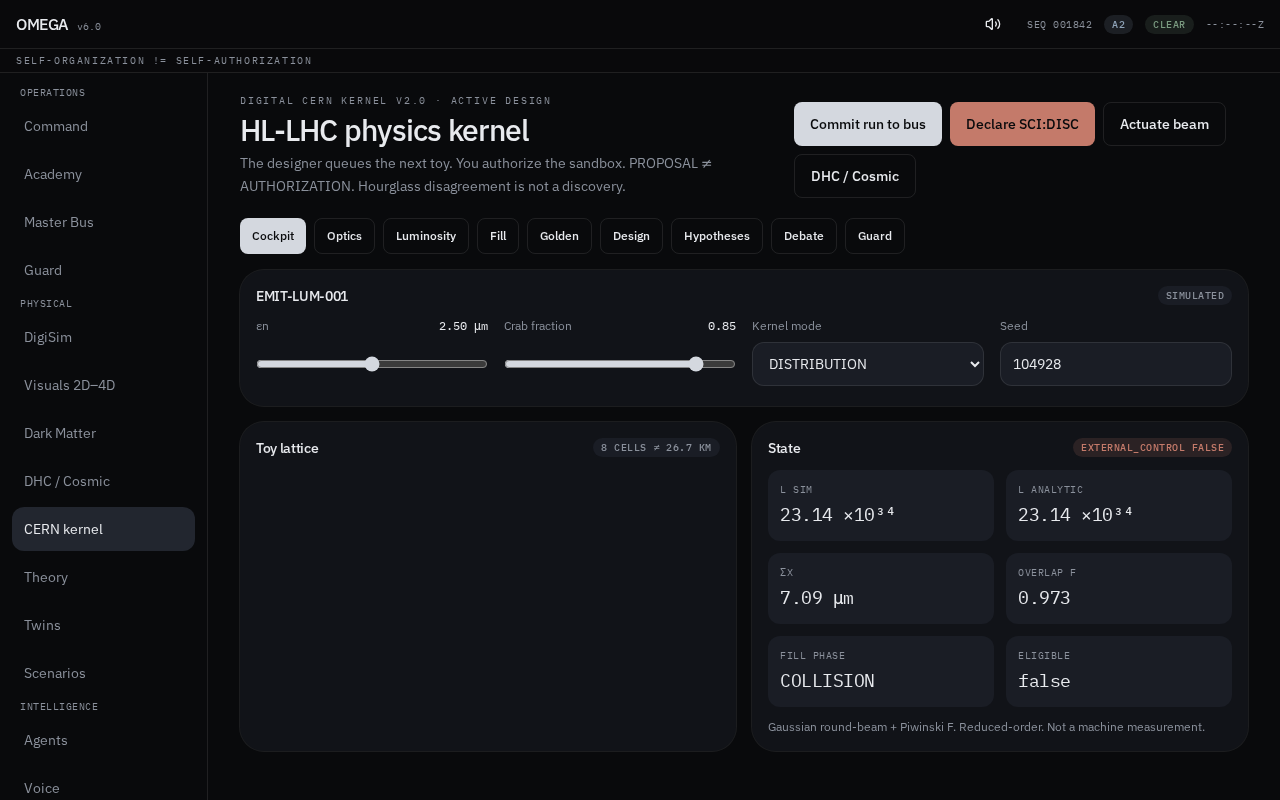 OMEGA v6.0
SEQ 001842 A2 CLEAR --:--:--Z
SELF-ORGANIZATION != SELF-AUTHORIZATION
OPERATIONS
Command
Academy
Master Bus
Guard
PHYSICAL
DigiSim
Visuals 2D–4D
Dark Matter
DHC / Cosmic
CERN kernel
Theory
Twins
Scenarios
INTELLIGENCE
Agents
Voice
DIGITAL CERN KERNEL V2.0 · ACTIVE DESIGN
HL-LHC physics kernel
The designer queues the next toy. You authorize the sandbox. PROPOSAL ≠
AUTHORIZATION. Hourglass disagreement is not a discovery.
Commit run to bus Declare SCI:DISC Actuate beam
DHC / Cosmic
Cockpit Optics Luminosity Fill Golden Design Hypotheses Debate Guard
EMIT-LUM-001 SIMULATED
εn 2.50 μm Crab fraction 0.85 Kernel mode Seed
DISTRIBUTION 104928
Toy lattice 8 CELLS ≠ 26.7 KM
State EXTERNAL_CONTROL FALSE
L SIM L ANALYTIC
23.14 ×10³⁴ 23.14 ×10³⁴
ΣX OVERLAP F
7.09 μm 0.973
FILL PHASE ELIGIBLE
COLLISION false
Gaussian round-beam + Piwinski F. Reduced-order. Not a machine measurement.